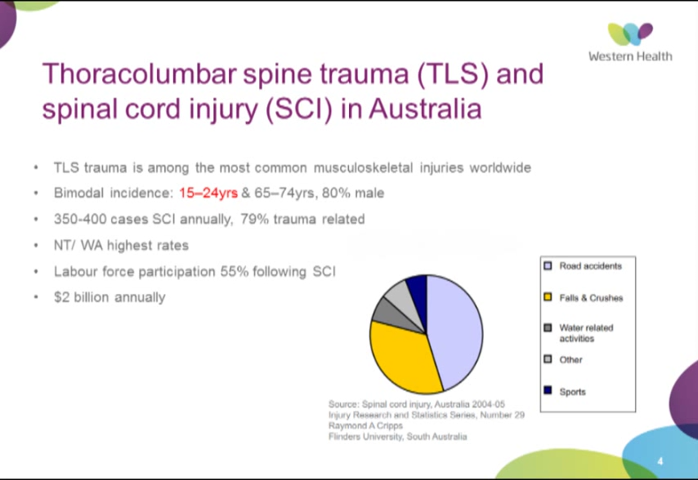 Western Health
Thoracolumbar spine trauma (TLS) and
spinal cord injury (SCI) in Australia
• TLS trauma is among the most common musculoskeletal injuries worldwide
• Bimodal incidence: 15–24yrs & 65–74yrs, 80% male
• 350-400 cases SCI annually, 79% trauma related
• NT/ WA highest rates
• Labour force participation 55% following SCI
• $2 billion annually
Road accidents
Falls & Crushes
Water related
activities
Other
Sports
Source: Spinal cord injury, Australia 2004-05
Injury Research and Statistics Series, Number 29
Raymond A Cripps
Flinders University, South Australia
4